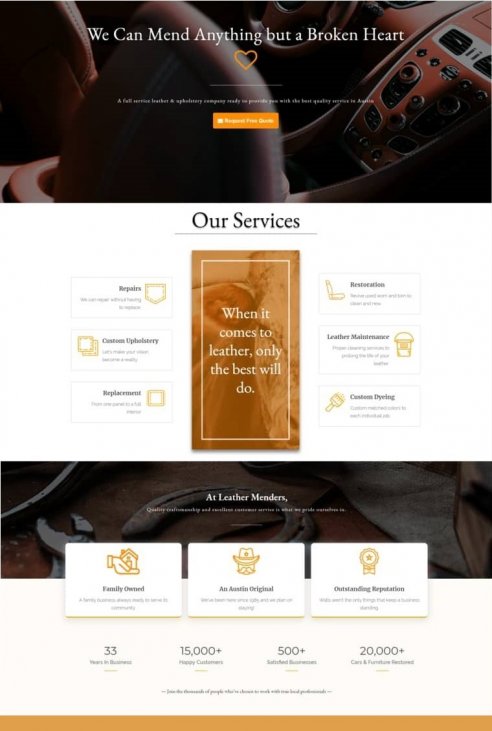 We Can Mend Anything but a Broken Heart
A full service leather & upholstery company ready to provide you with the best quality service in Austin
Request Free Quote
Our Services
Repairs
We can repair without having
to replace
Custom Upholstery
Let's make your vision
become a reality
Replacement
From one panel to a full
interior
When it
comes to
leather, only
the best will
do.
Restoration
Revive used worn and torn to
clean and new
Leather Maintenance
Proper cleaning services to
prolong the life of your
leather
Custom Dyeing
Custom matched colors to
each individual job
At Leather Menders,
Quality craftsmanship and excellent customer service is what we pride ourselves in.
Family Owned
A family business always ready to serve its
community
An Austin Original
We've been here since 1989 and we plan on
staying!
Outstanding Reputation
Walls aren't the only things that keep a business
standing
33
Years In Business
15,000+
Happy Customers
500+
Satisfied Businesses
20,000+
Cars & Furniture Restored
— Join the thousands of people who've chosen to work with true local professionals —